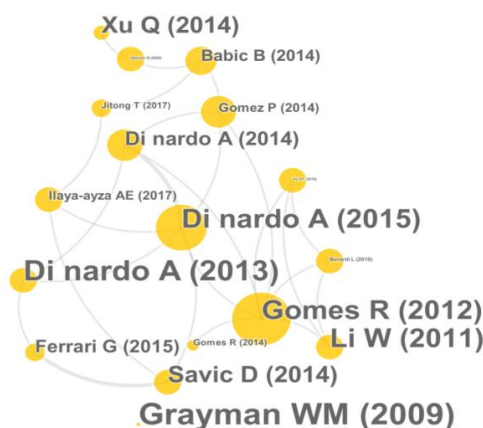 Xu Q (2014)
Babic B (2014)
Jitong T (2017)
Gomez P (2014)
Di nardo A (2014)
Ilaya-ayza AE (2017)
Di nardo A (2015)
Di nardo A (2013)
Gomes R (2012)
Li W (2011)
Ferrari G (2015)
Gomes R (2014)
Savic D (2014)
Grayman WM (2009)